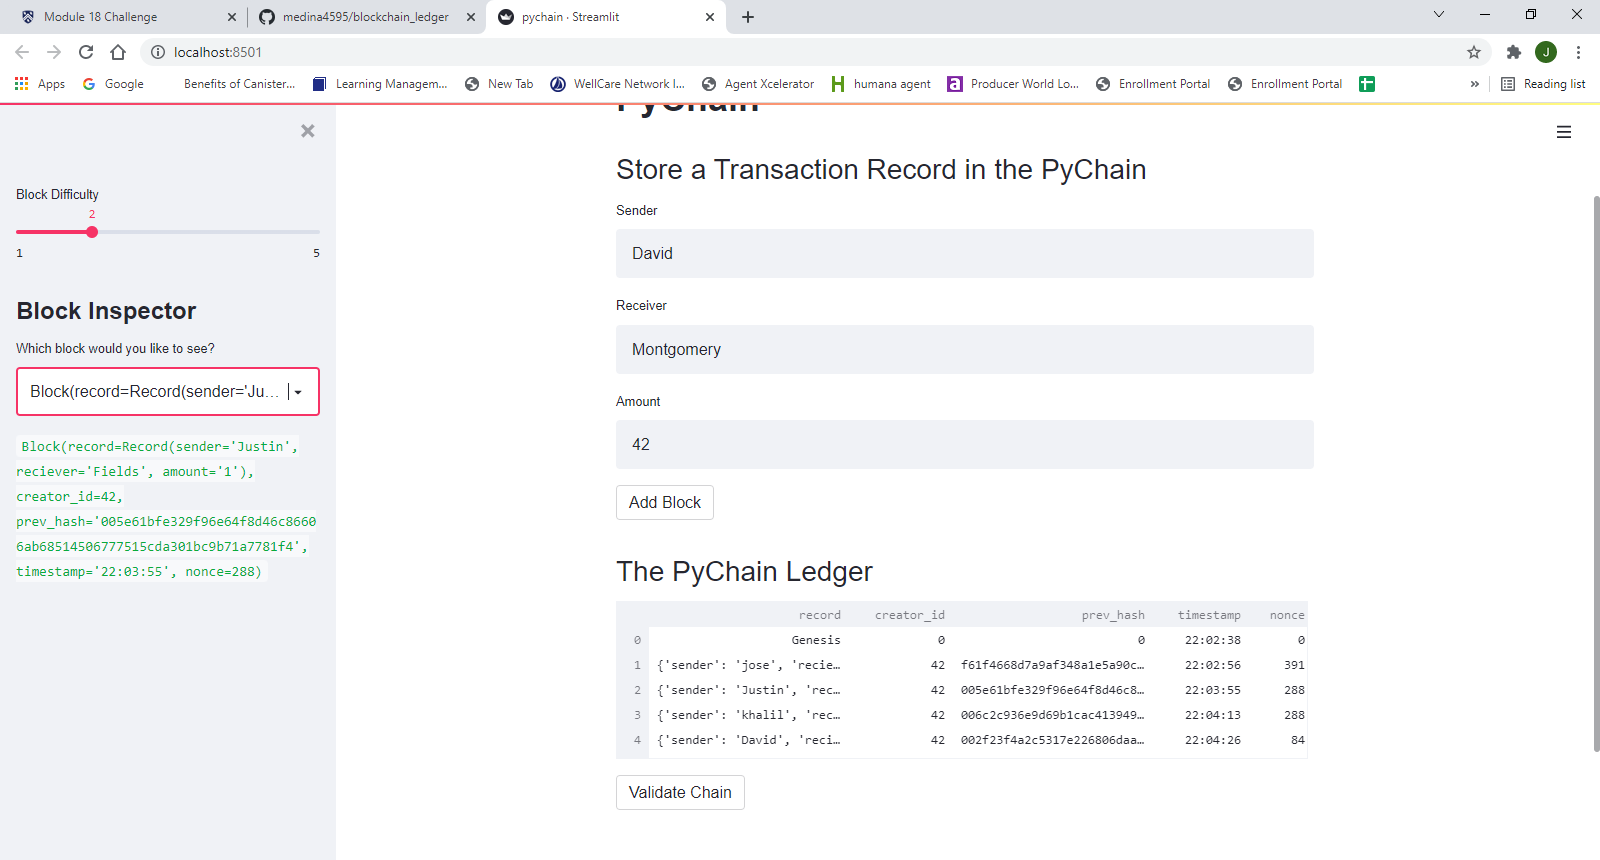 Module 18 Challenge
medina4595/blockchain_ledger
pychain · Streamlit
localhost:8501
J
Apps
Google
Benefits of Canister...
Learning Managem...
New Tab
WellCare Network I...
Agent Xcelerator
humana agent
Producer World Lo...
Enrollment Portal
Enrollment Portal
Reading list
Block Difficulty
2
1 5
Block Inspector
Which block would you like to see?
Block(record=Record(sender='Ju...
Block(record=Record(sender='Justin',
reciever='Fields', amount='1'),
creator_id=42,
prev_hash='005e61bfe329f96e64f8d46c8660
6ab68514506777515cda301bc9b71a7781f4',
timestamp='22:03:55', nonce=288)
PyChain
Store a Transaction Record in the PyChain
Sender
David
Receiver
Montgomery
Amount
42
Add Block
The PyChain Ledger
record creator_id prev_hash timestamp nonce
0 Genesis 0 0 22:02:38 0
1 {'sender': 'jose', 'recie… 42 f61f4668d7a9af348a1e5a90c… 22:02:56 391
2 {'sender': 'Justin', 'rec… 42 005e61bfe329f96e64f8d46c8… 22:03:55 288
3 {'sender': 'khalil', 'rec… 42 006c2c936e9d69b1cac413949… 22:04:13 288
4 {'sender': 'David', 'reci… 42 002f23f4a2c5317e226806daa… 22:04:26 84
Validate Chain